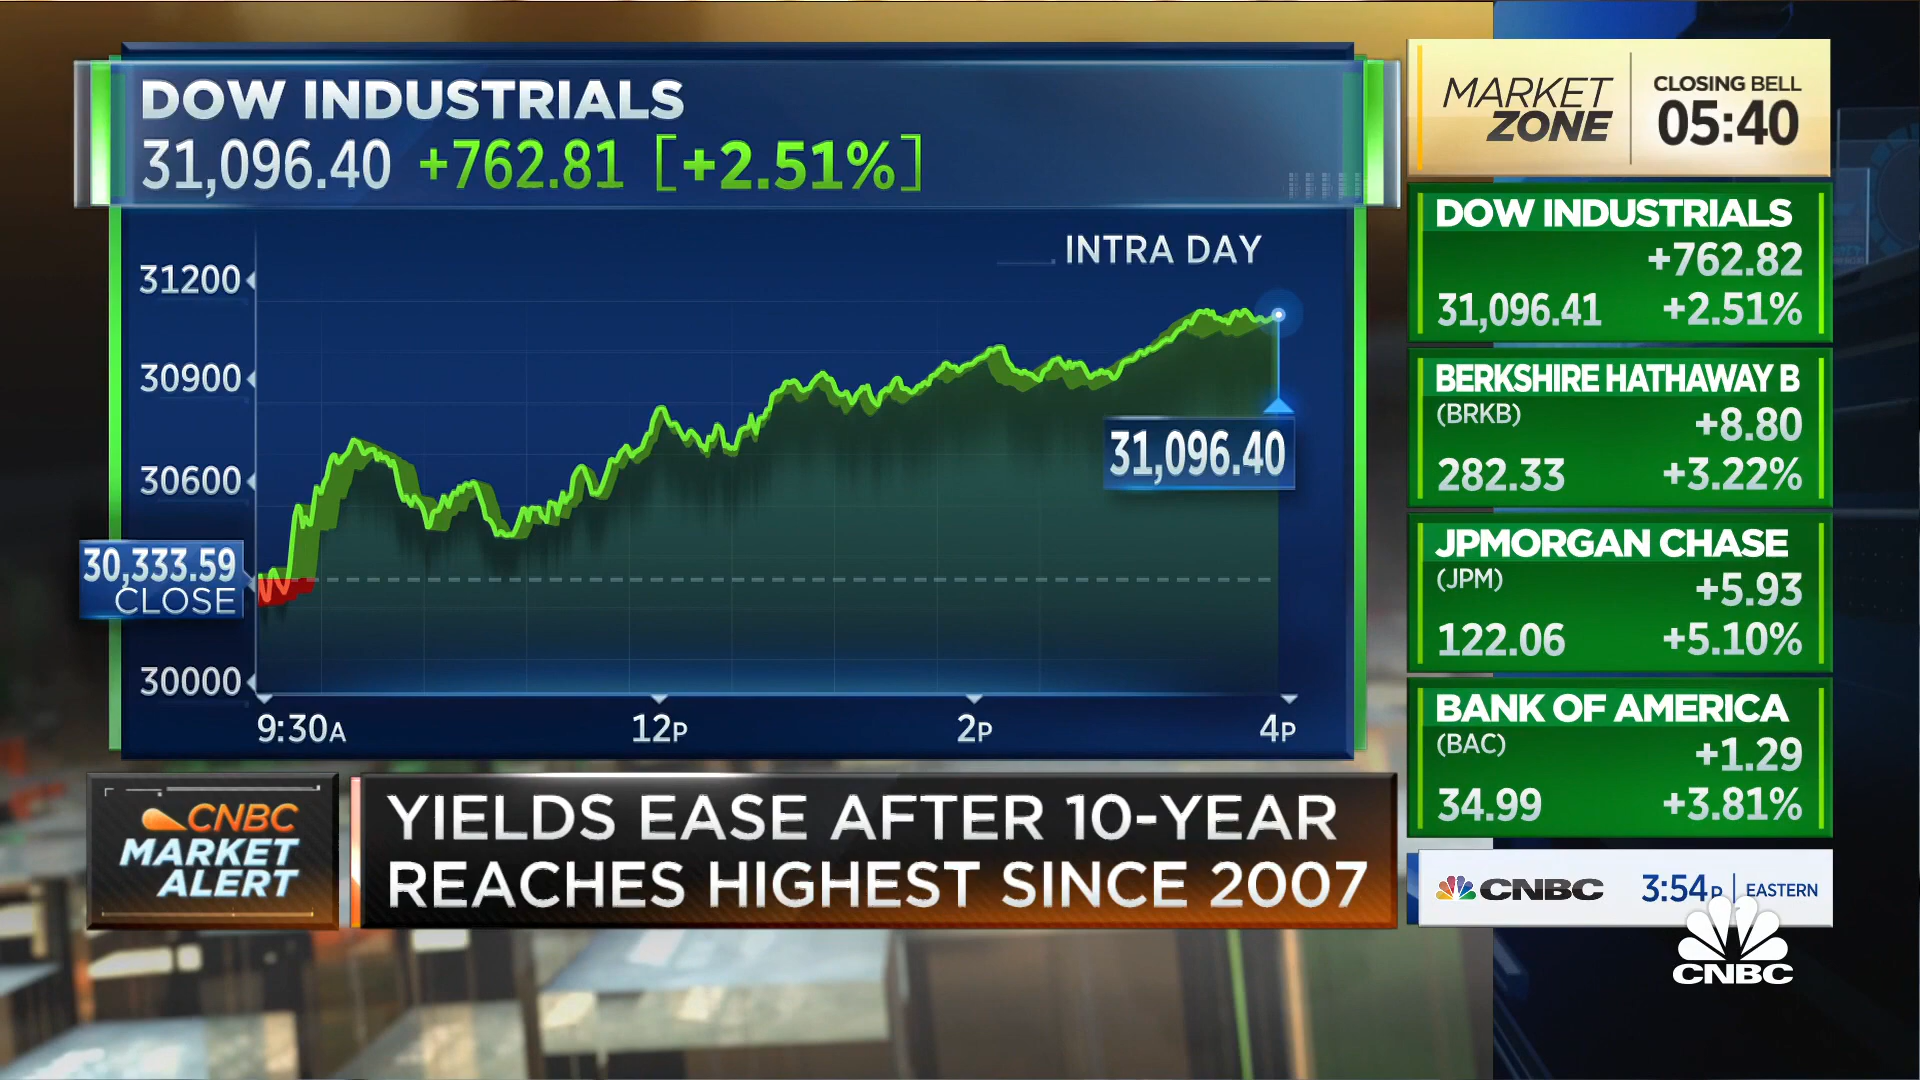 DOW INDUSTRIALS
31,096.40 +762.81 [+2.51%]
INTRA DAY
31200
30900
30600
30000
30,333.59
CLOSE
31,096.40
9:30A 12P 2P 4P
CNBC
MARKET
ALERT
YIELDS EASE AFTER 10-YEAR
REACHES HIGHEST SINCE 2007
MARKET
ZONE
CLOSING BELL
05:40
DOW INDUSTRIALS
+762.82
31,096.41 +2.51%
BERKSHIRE HATHAWAY B
(BRKB) +8.80
282.33 +3.22%
JPMORGAN CHASE
(JPM) +5.93
122.06 +5.10%
BANK OF AMERICA
(BAC) +1.29
34.99 +3.81%
CNBC 3:54P EASTERN
CNBC